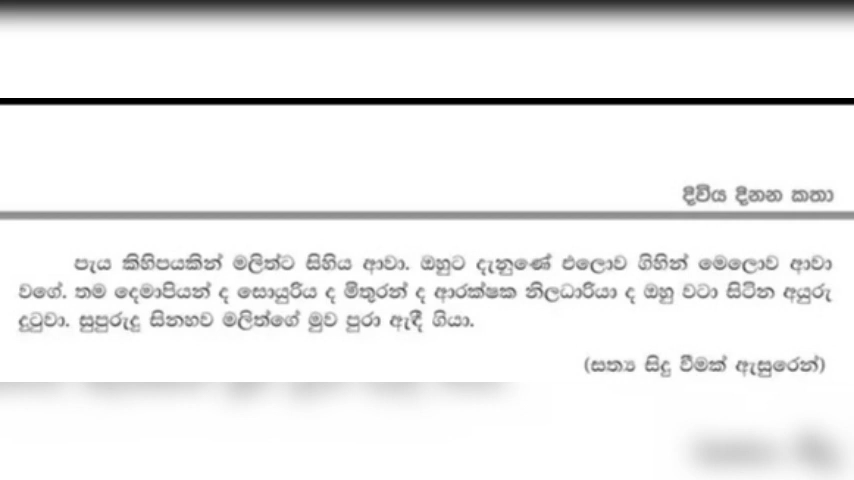 දිවිය දිනන කතා
පැය කිහිපයකින් මලිත්ට සිහිය ආවා. ඔහුට දැනුණේ එලොව ගිහින් මෙලොව ආවා
වගේ. තම දෙමාපියන් ද සොයුරිය ද මිතුරන් ද ආරක්ෂක නිලධාරියා ද ඔහු වටා සිටින අයුරු
දුටුවා. සුපුරුදු සිනහව මලිත්ගේ මුව පුරා ඇඳී ගියා.
(සත්‍ය සිදු වීමක් ඇසුරෙන්)